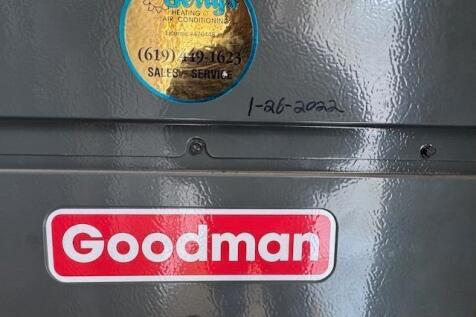 HEATING &
AIR CONDITIONING
(619) 449-1623
SALES SERVICE
1-26-2022
Goodman